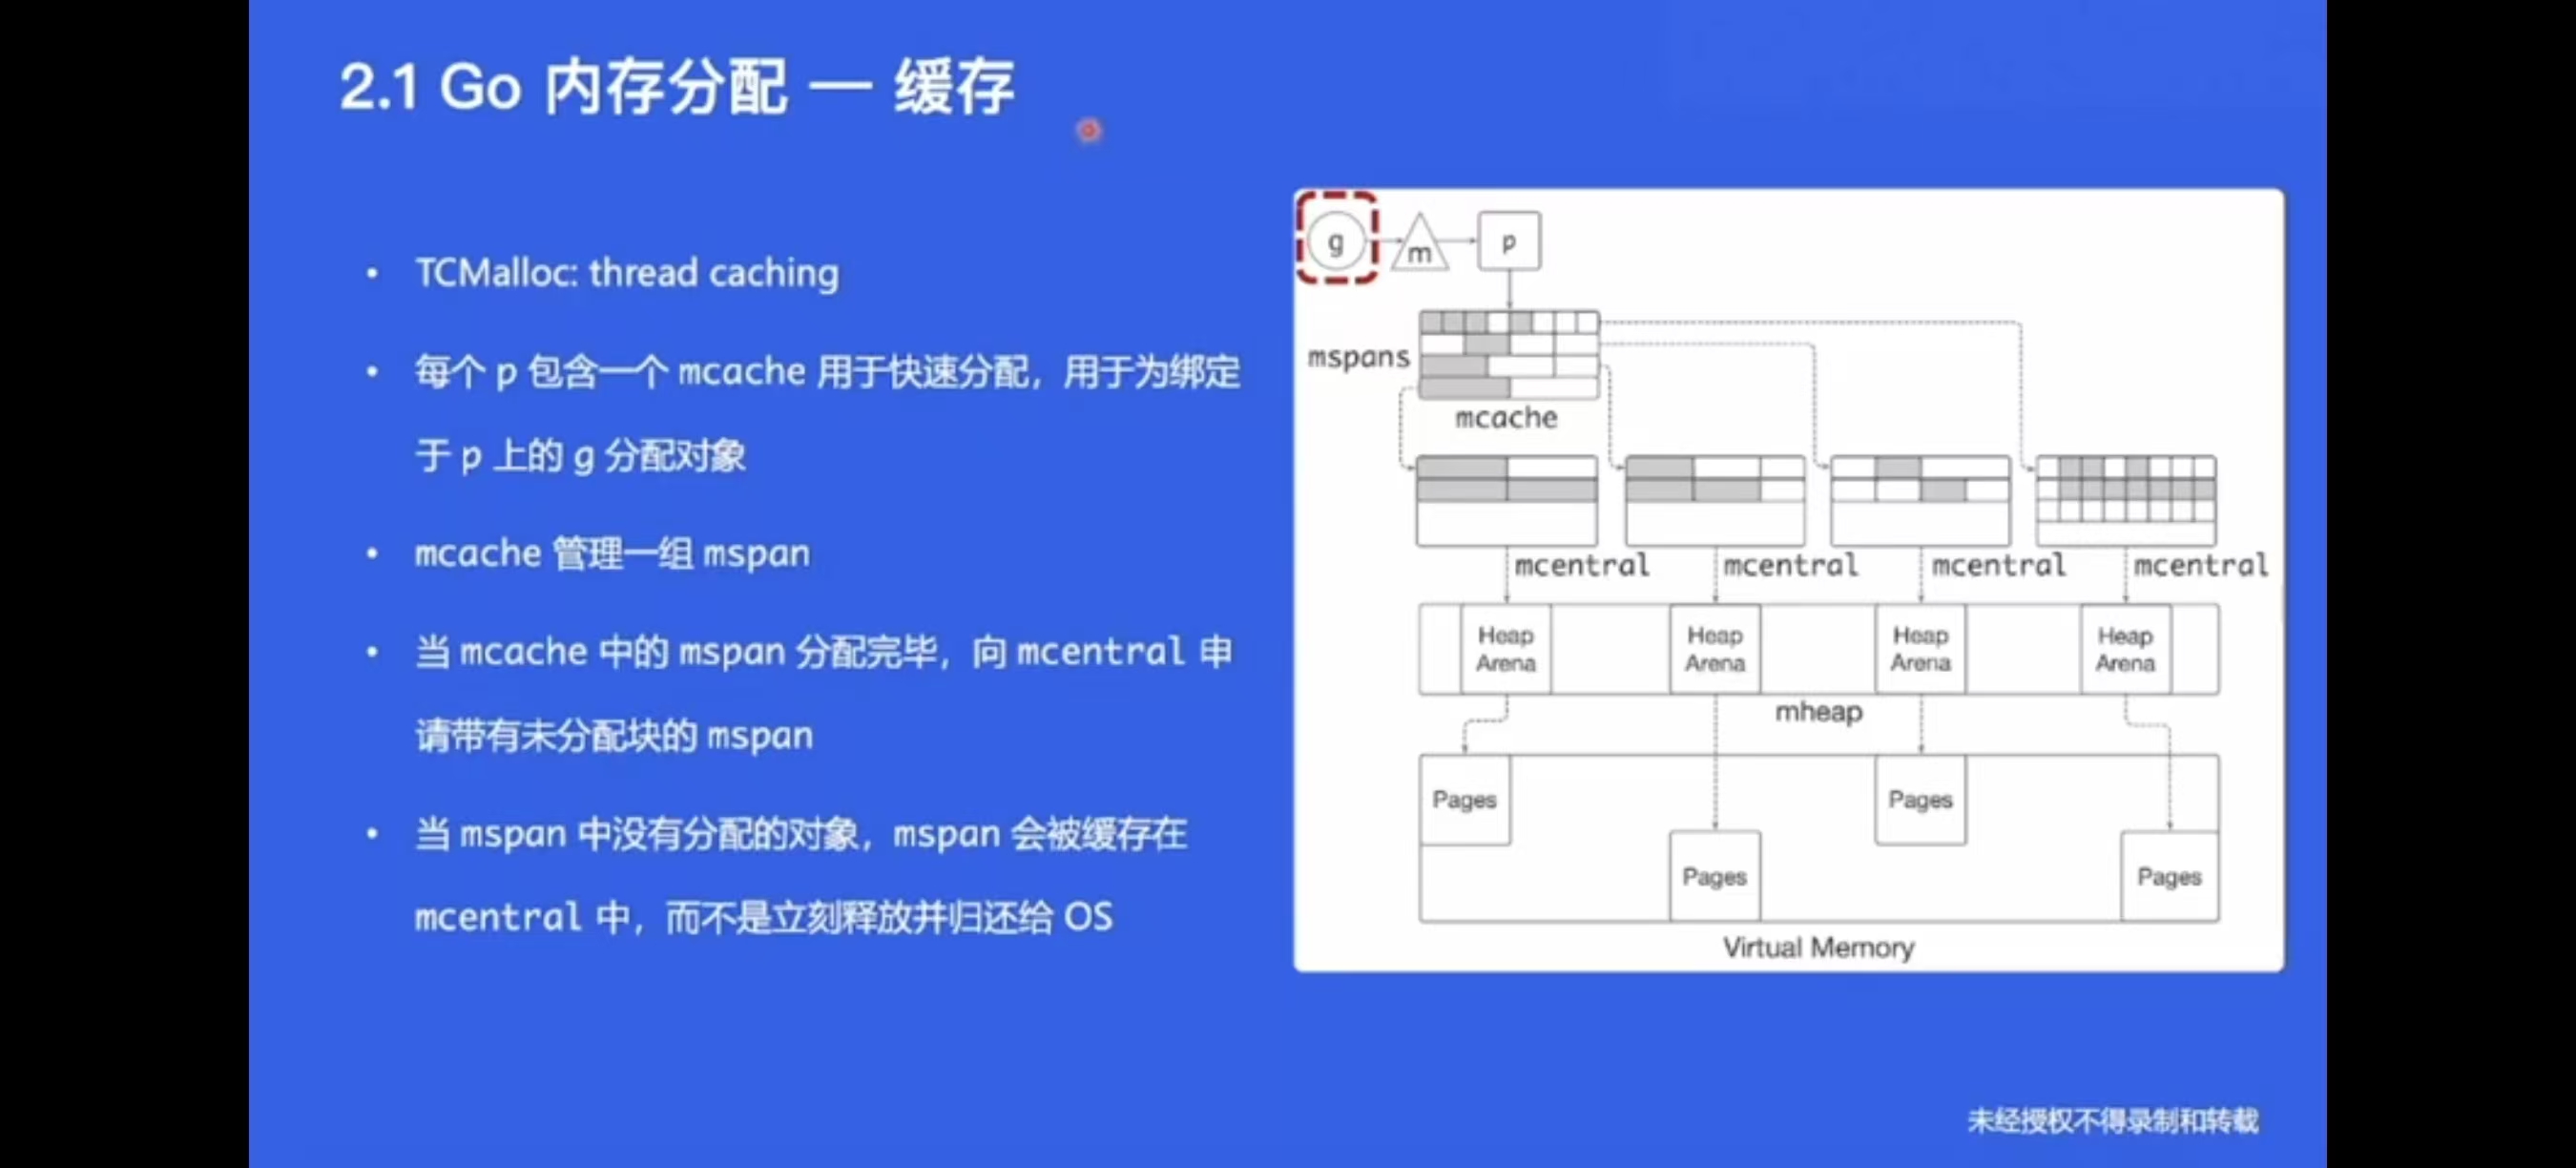 2.1 Go 内存分配 — 缓存
• TCMalloc: thread caching
• 每个 p 包含一个 mcache 用于快速分配，用于为绑定
于 p 上的 g 分配对象
• mcache 管理一组 mspan
• 当 mcache 中的 mspan 分配完毕，向 mcentral 申
请带有未分配块的 mspan
• 当 mspan 中没有分配的对象，mspan 会被缓存在
mcentral 中，而不是立刻释放并归还给 OS
g m p
mspans
mcache
mcentral mcentral mcentral mcentral
Heap Heap Heap Heap
Arena Arena Arena Arena
mheap
Pages Pages
Pages Pages
Virtual Memory
未经授权不得录制和转载